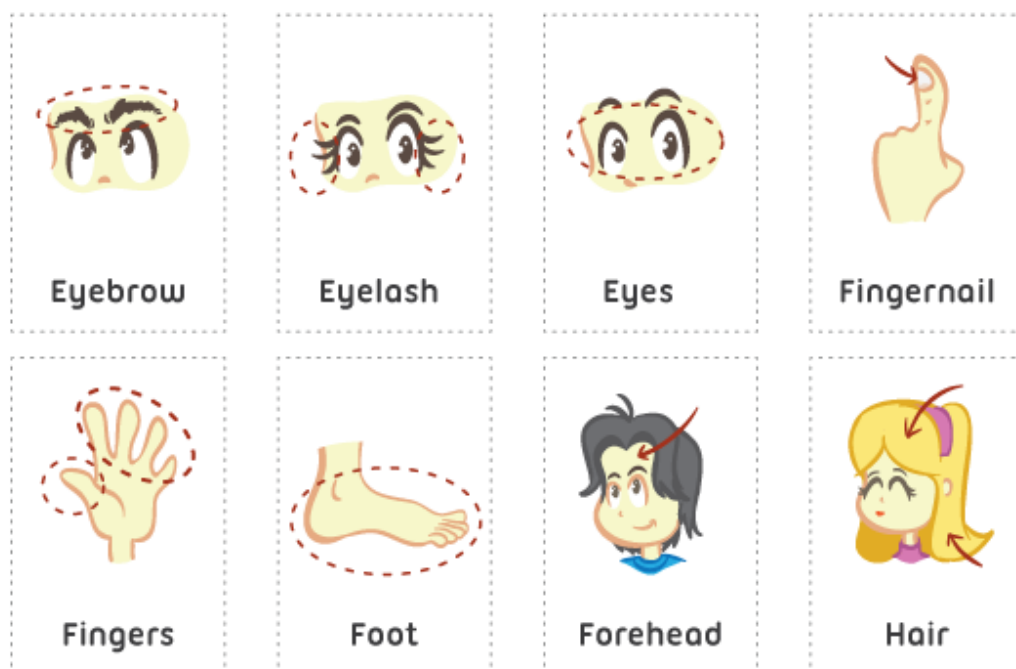 Eyebrow
Eyelash
Eyes
Fingernail
Fingers
Foot
Forehead
Hair